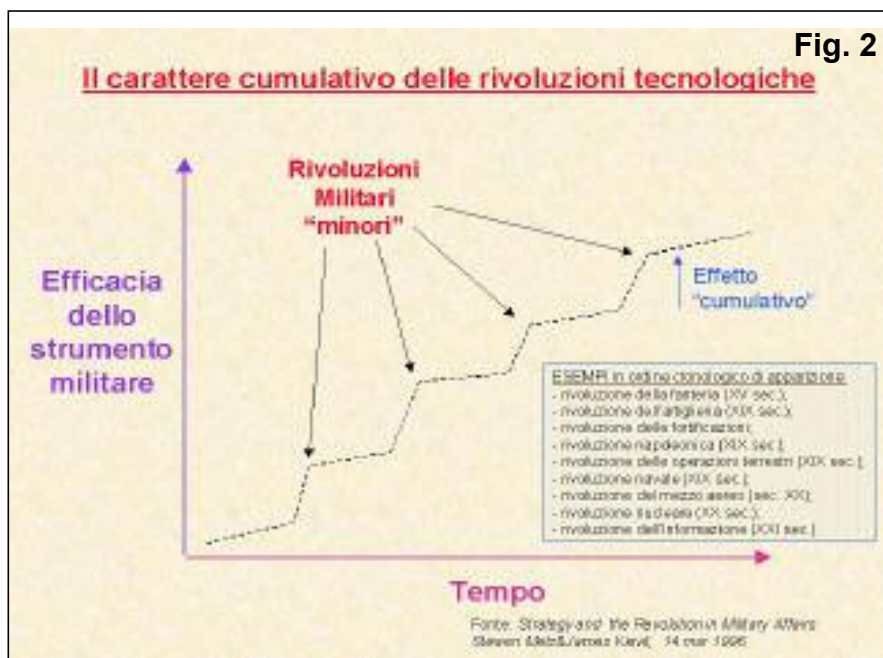 Fig. 2
Il carattere cumulativo delle rivoluzioni tecnologiche
Rivoluzioni
Militari
“minori”
Efficacia
dello
strumento
militare
Effetto
“cumulativo”
ESEMPI in ordine cronologico di apparizione
- rivoluzione della fanteria (XV sec.);
- rivoluzione dell'artiglieria (XIX sec.);
- rivoluzione delle fortificazioni;
- rivoluzione napoleonica (XIX sec.);
- rivoluzione delle operazioni terrestri (XIX sec.);
- rivoluzione navale (XIX sec.);
- rivoluzione del mezzo aereo (sec. XX);
- rivoluzione nucleare (XX sec.);
- rivoluzione dell'Informazione (XXI sec.)
Tempo
Fonte: Strategy and the Revolution in Military Affairs
Steven Metz&James Kievit, 14 mar 1996